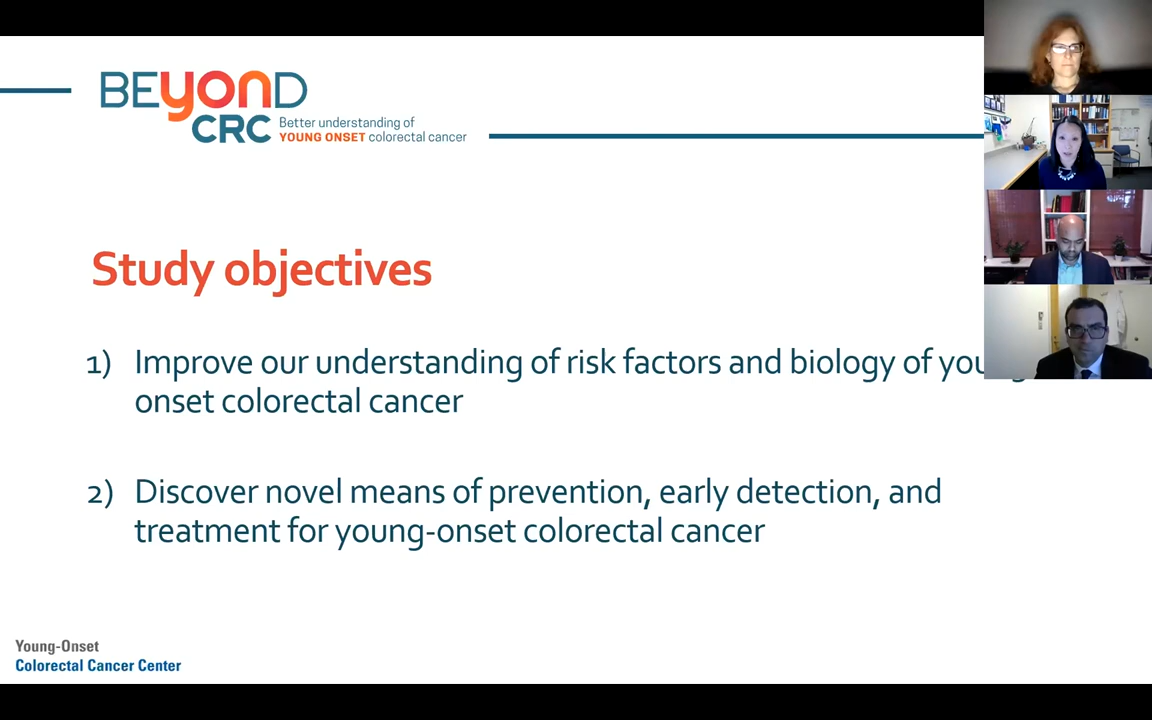 BEyonD
CRC
Better understanding of
YOUNG ONSET colorectal cancer
Study objectives
1) Improve our understanding of risk factors and biology of
onset colorectal cancer
2) Discover novel means of prevention, early detection, and
treatment for young-onset colorectal cancer
Young-Onset
Colorectal Cancer Center